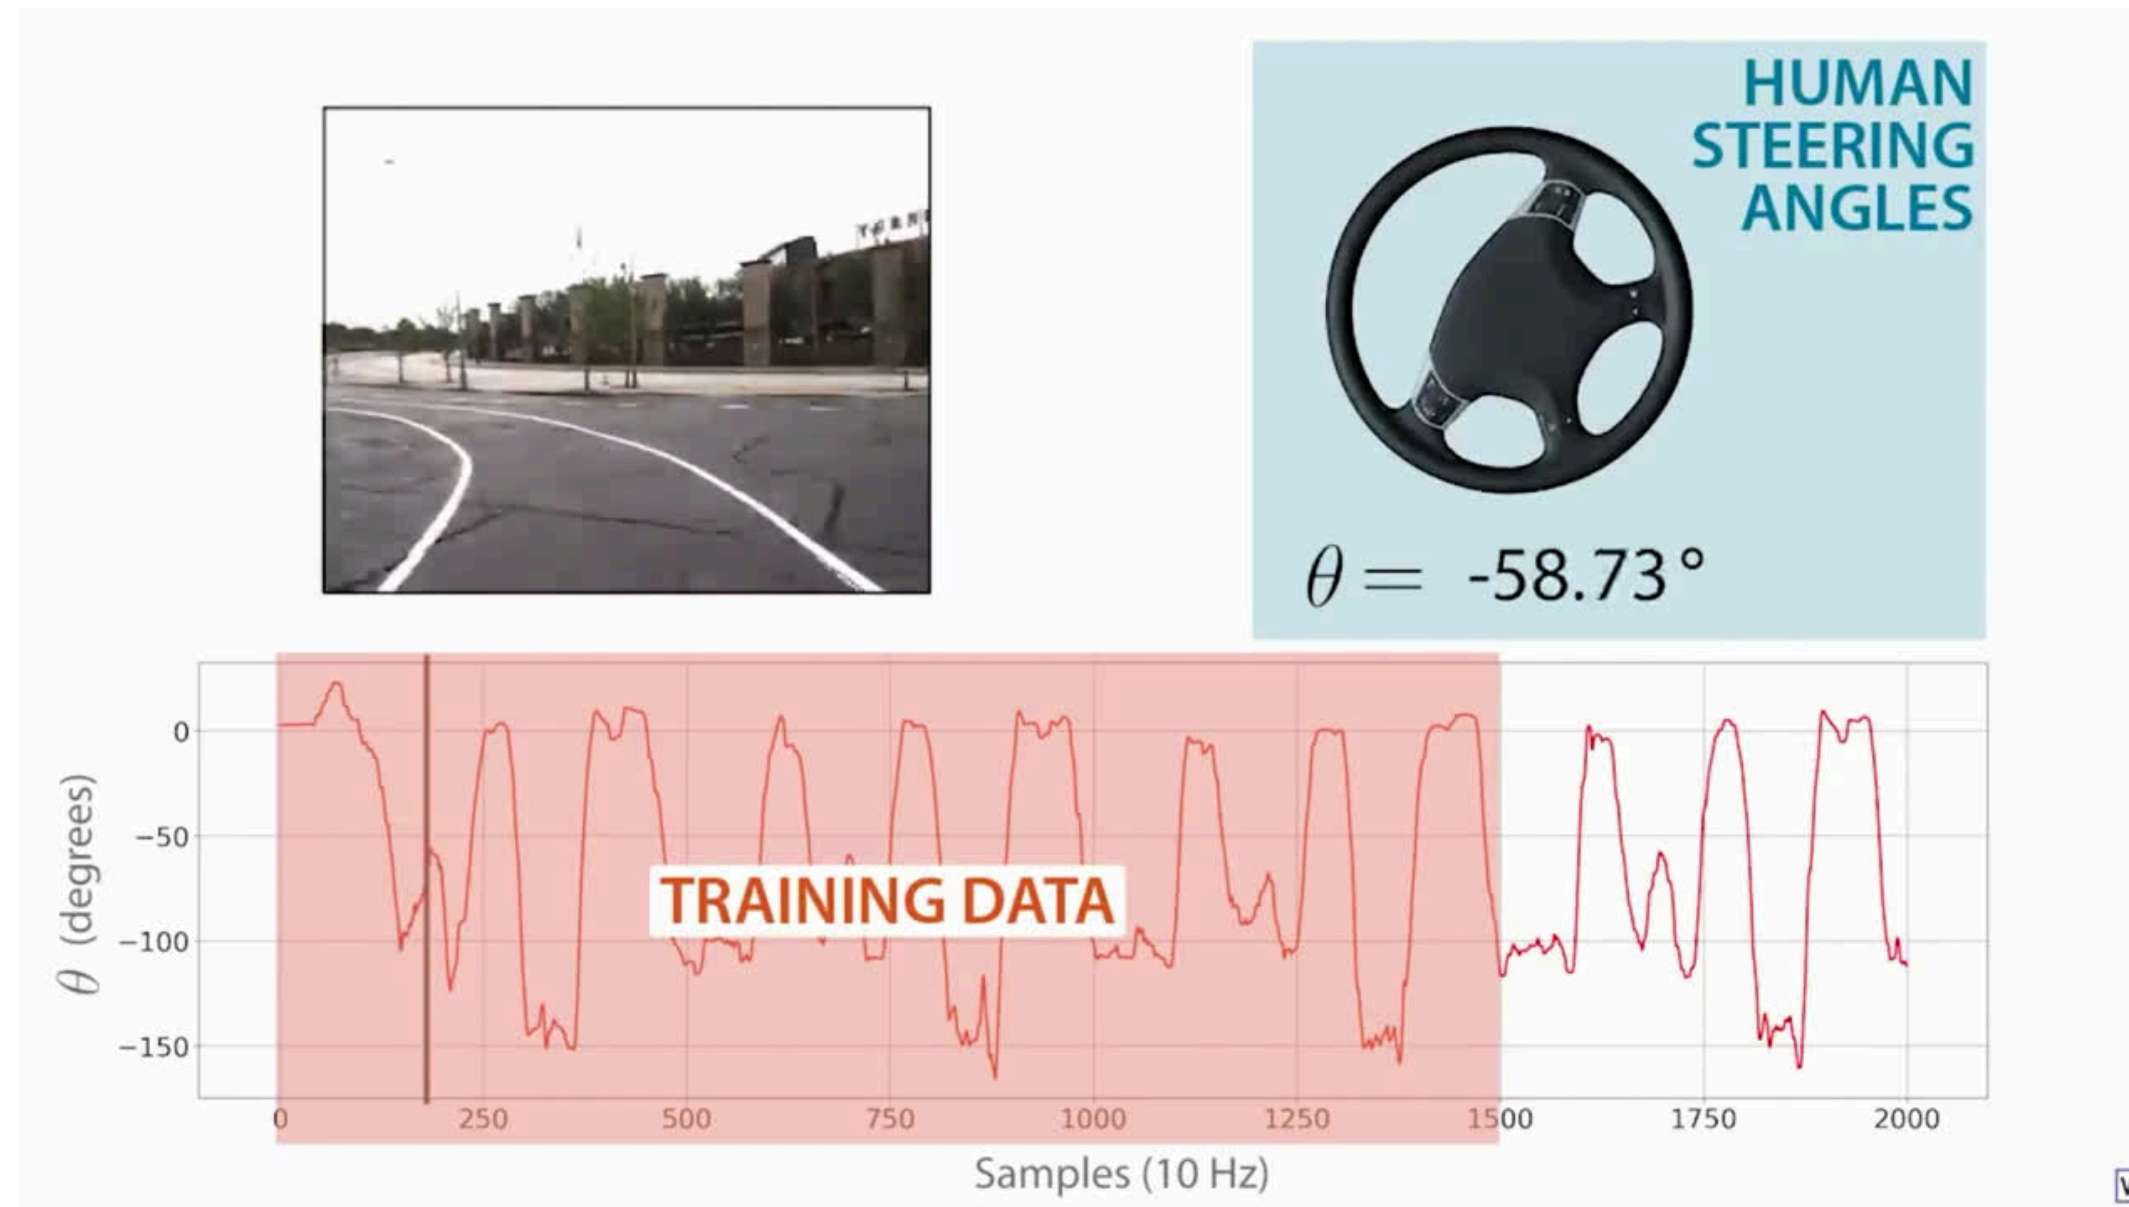 HUMAN
STEERING
ANGLES
θ = -58.73°
TRAINING DATA
θ (degrees)
0
−50
−100
−150
0 250 500 750 1000 1250 1500 1750 2000
Samples (10 Hz)